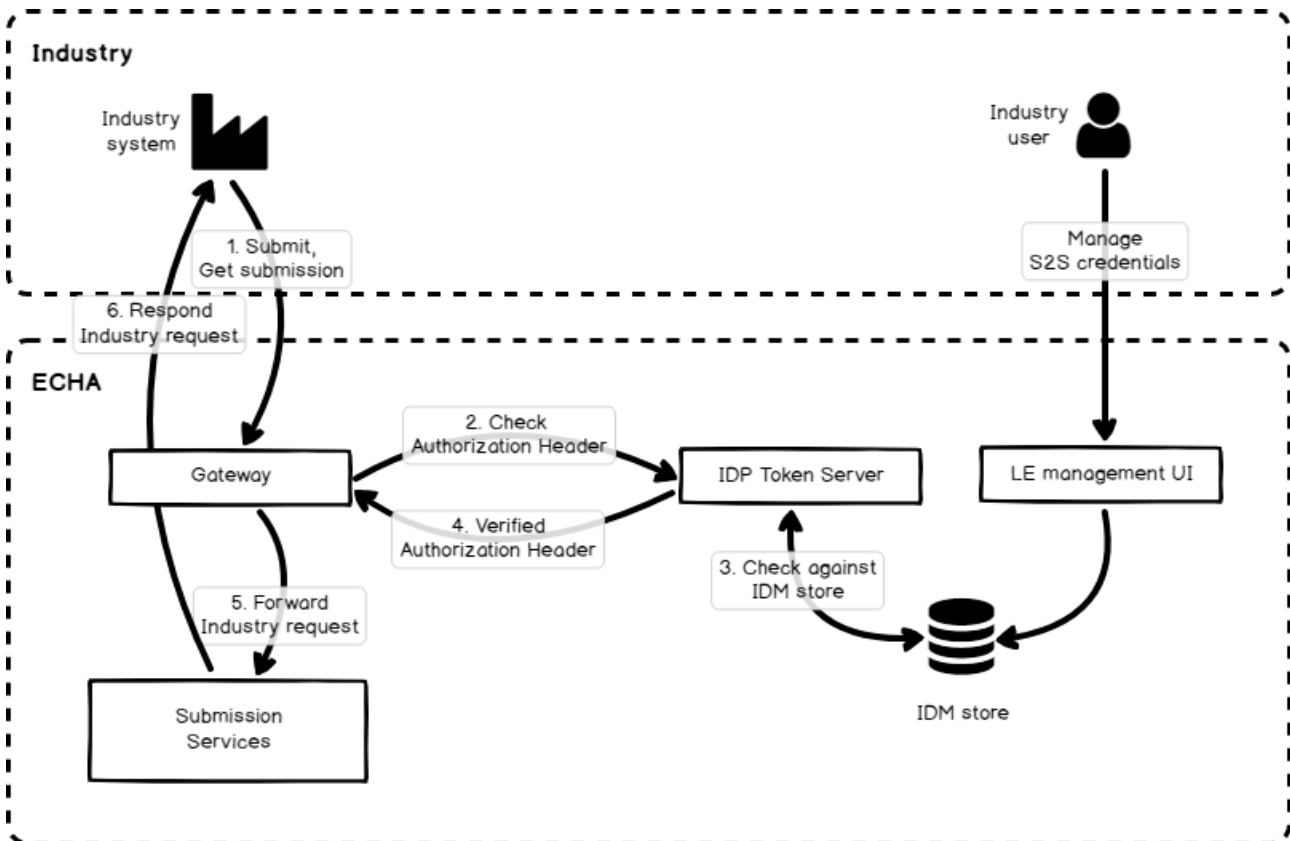 Industry
Industry
system
Industry
user
1. Submit,
Get submission
Manage
S2S credentials
6. Respond
Industry request
ECHA
2. Check
Authorization Header
Gateway
IDP Token Server
LE management UI
4. Verified
Authorization Header
3. Check against
IDM store
5. Forward
Industry request
Submission
Services
IDM store